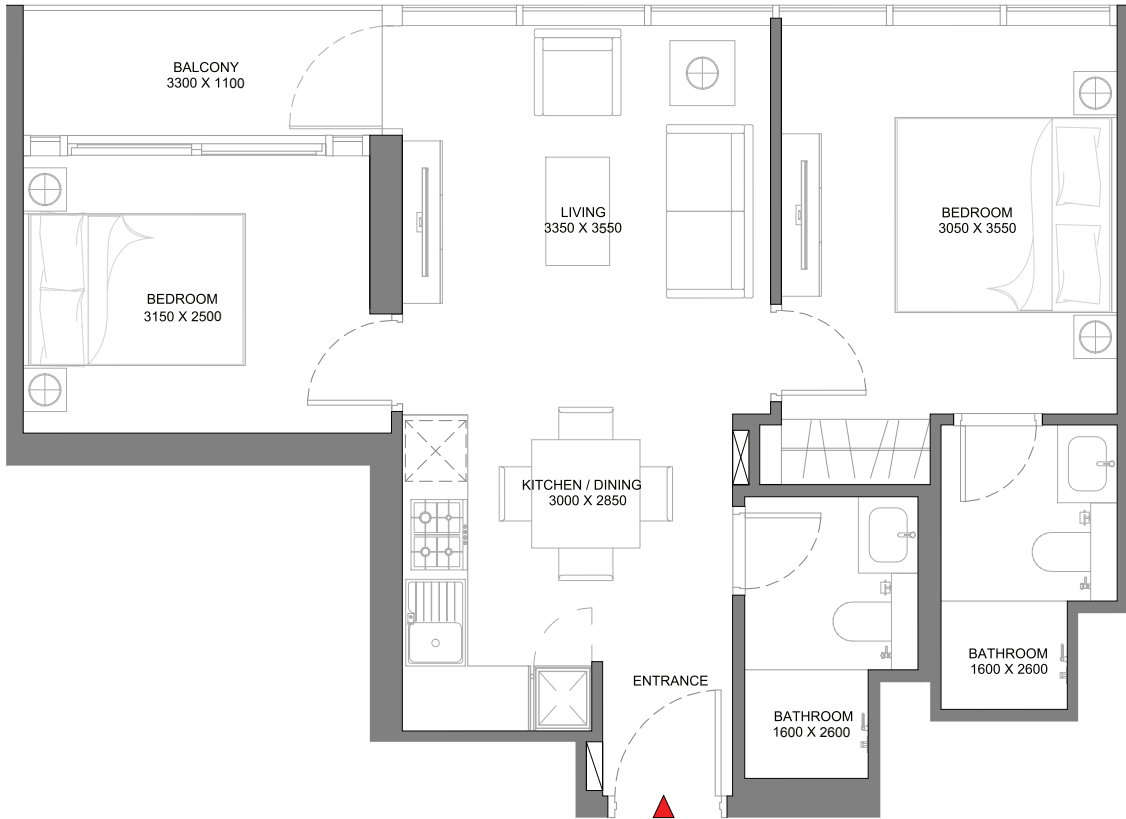 BALCONY
3300 X 1100
LIVING
3350 X 3550
BEDROOM
3050 X 3550
BEDROOM
3150 X 2500
KITCHEN / DINING
3000 X 2850
ENTRANCE
BATHROOM
1600 X 2600
BATHROOM
1600 X 2600